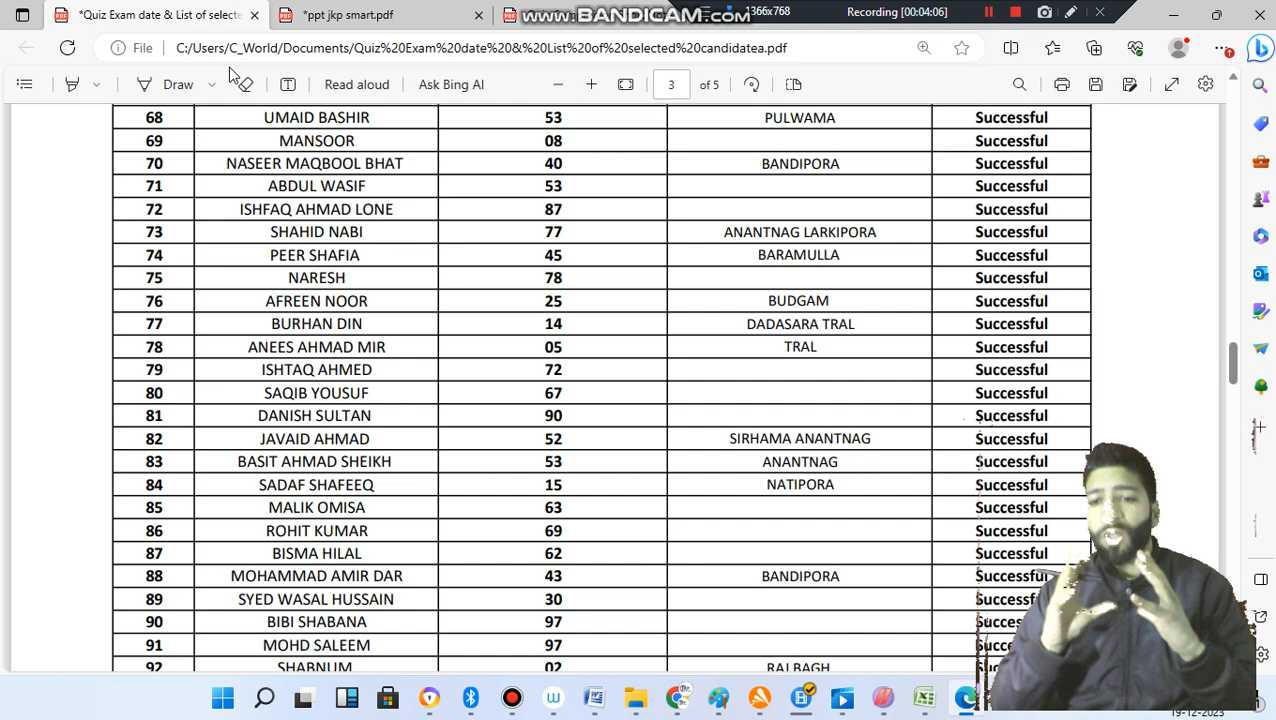 *Quiz Exam date & List of selecte
*ppt jkp smart.pdf
WWW.BANDICAM.COM
1366x768
Recording [00:04:06]
File
C:/Users/C_World/Documents/Quiz%20Exam%20date%20&%20List%20of%20selected%20candidatea.pdf
Draw
Read aloud
Ask Bing AI
3
of 5
68 UMAID BASHIR 53 PULWAMA Successful
69 MANSOOR 08 Successful
70 NASEER MAQBOOL BHAT 40 BANDIPORA Successful
71 ABDUL WASIF 53 Successful
72 ISHFAQ AHMAD LONE 87 Successful
73 SHAHID NABI 77 ANANTNAG LARKIPORA Successful
74 PEER SHAFIA 45 BARAMULLA Successful
75 NARESH 78 Successful
76 AFREEN NOOR 25 BUDGAM Successful
77 BURHAN DIN 14 DADASARA TRAL Successful
78 ANEES AHMAD MIR 05 TRAL Successful
79 ISHTAQ AHMED 72 Successful
80 SAQIB YOUSUF 67 Successful
81 DANISH SULTAN 90 Successful
82 JAVAID AHMAD 52 SIRHAMA ANANTNAG Successful
83 BASIT AHMAD SHEIKH 53 ANANTNAG Successful
84 SADAF SHAFEEQ 15 NATIPORA Successful
85 MALIK OMISA 63 Successful
86 ROHIT KUMAR 69 Successful
87 BISMA HILAL 62 Successful
88 MOHAMMAD AMIR DAR 43 BANDIPORA Successful
89 SYED WASAL HUSSAIN 30 Successful
90 BIBI SHABANA 97
91 MOHD SALEEM 97
92 SHABNUM 02 RAJBAGH
19-12-2023